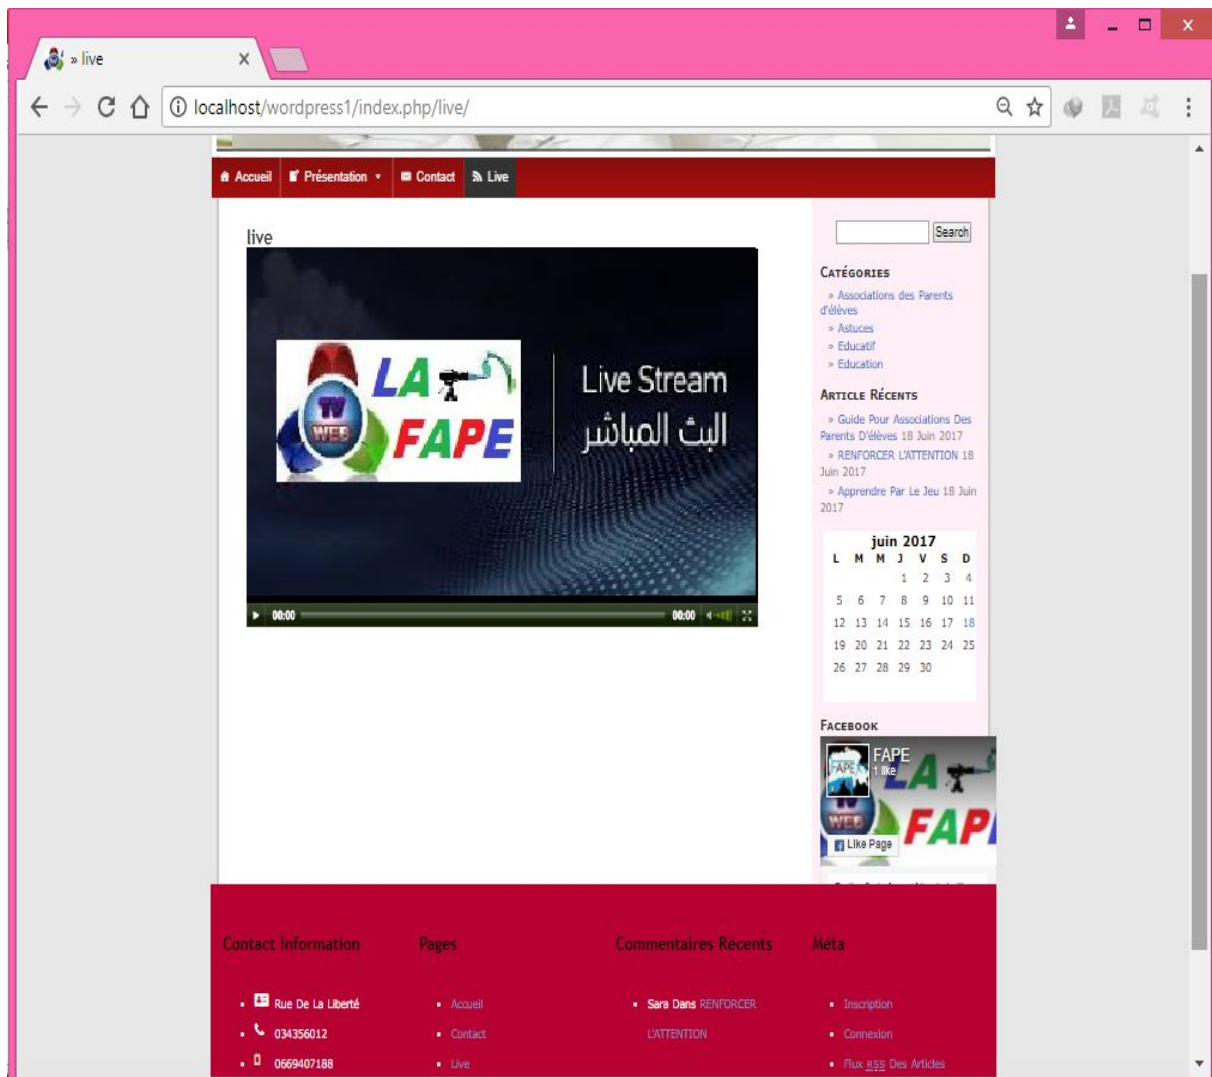 » live
localhost/wordpress1/index.php/live/
Accueil Présentation Contact Live
live
LA
FAPE
TV
WEB
Live Stream
البث المباشر
00:00 00:00
Search
CATÉGORIES
» Associations des Parents
d'élèves
» Astuces
» Educatif
» Education
ARTICLE RÉCENTS
» Guide Pour Associations Des
Parents D'élèves 18 Juin 2017
» RENFORCER L'ATTENTION 18
Juin 2017
» Apprendre Par Le Jeu 18 Juin
2017
juin 2017
L M M J V S D
1 2 3 4
5 6 7 8 9 10 11
12 13 14 15 16 17 18
19 20 21 22 23 24 25
26 27 28 29 30
FACEBOOK
FAPE
FAPE
1 like
LA
TV
WEB
FAP
Like Page
Contact Information
Rue De La Liberté
034356012
0669407188
Pages
Accueil
Contact
Live
Commentaires Récents
Sara Dans RENFORCER
L'ATTENTION
Méta
Inscription
Connexion
Flux RSS Des Articles